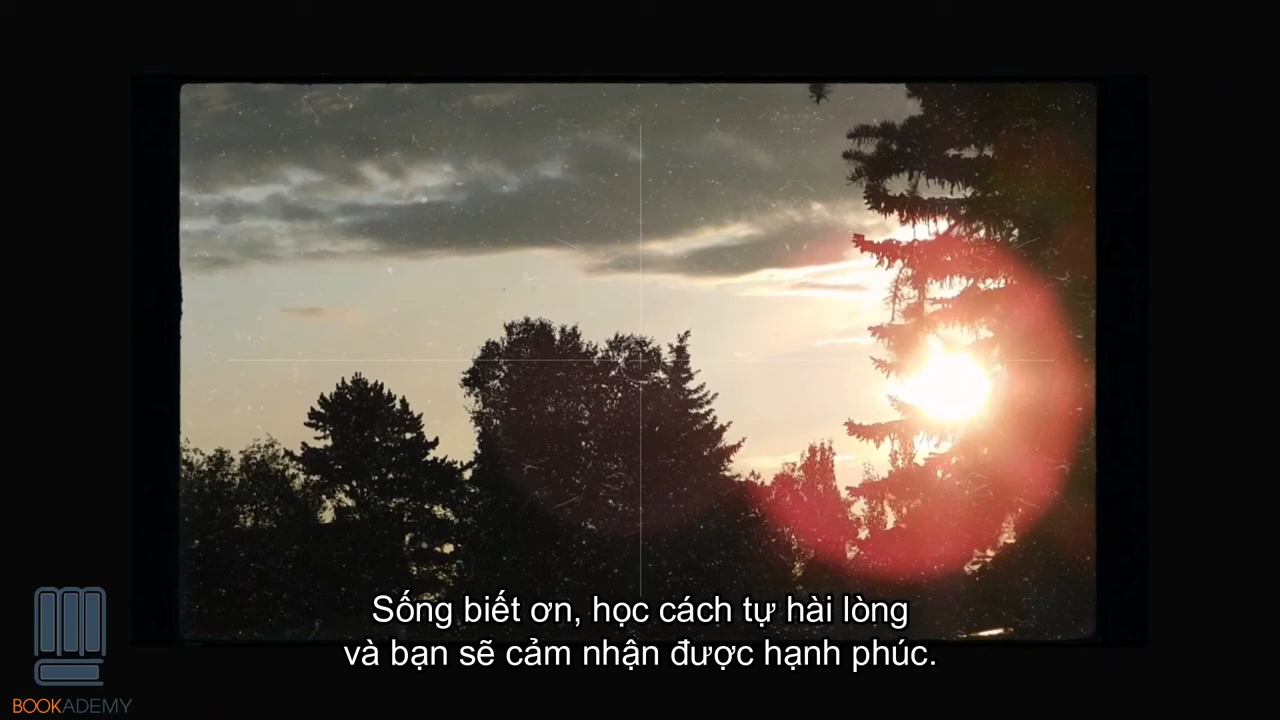 Sống biết ơn, học cách tự hài lòng
và bạn sẽ cảm nhận được hạnh phúc.
BOOKADEMY